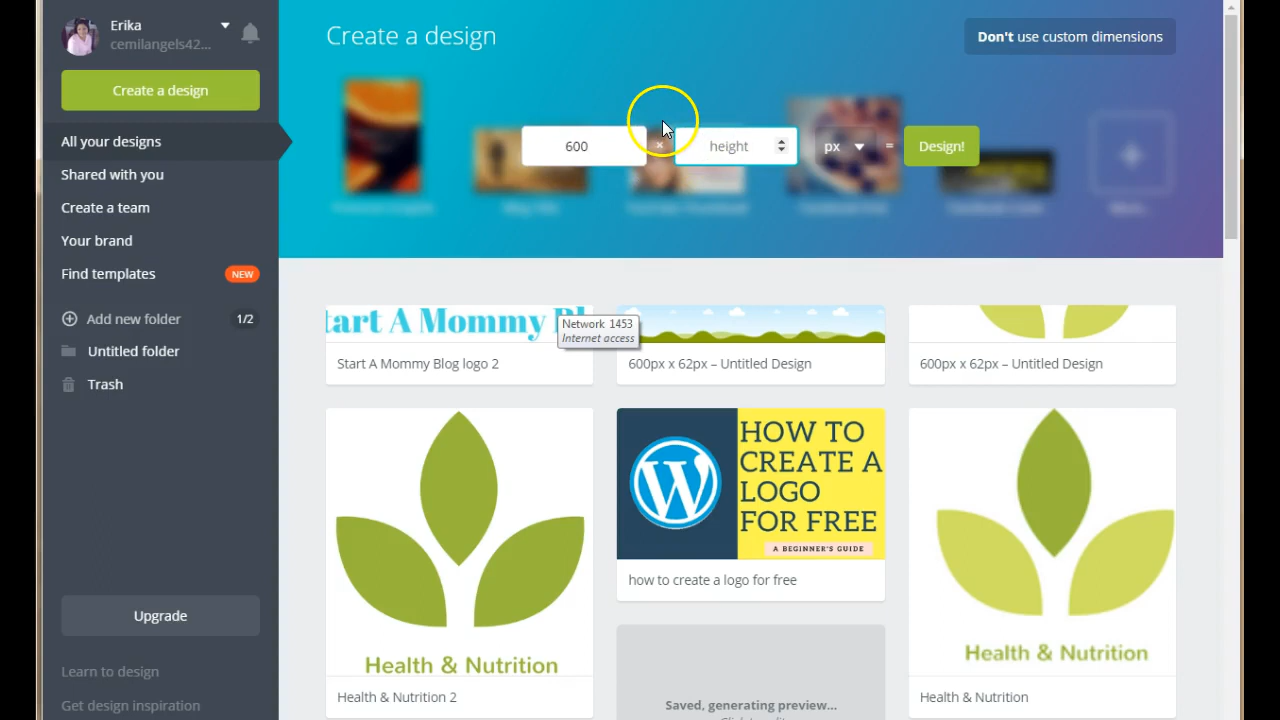 Erika
cemilangels42...
Create a design
All your designs
Shared with you
Create a team
Your brand
Find templates NEW
Add new folder 1/2
Untitled folder
Trash
Upgrade
Learn to design
Get design inspiration
Create a design
Don't use custom dimensions
600 × height px = Design!
More...
tart A Mommy Bl
Network 1453
Internet access
Start A Mommy Blog logo 2
600px x 62px – Untitled Design
600px x 62px – Untitled Design
HOW TO
CREATE A
LOGO
FOR FREE
A BEGINNER'S GUIDE
how to create a logo for free
Health & Nutrition
Health & Nutrition 2
Health & Nutrition
Health & Nutrition
Saved, generating preview...